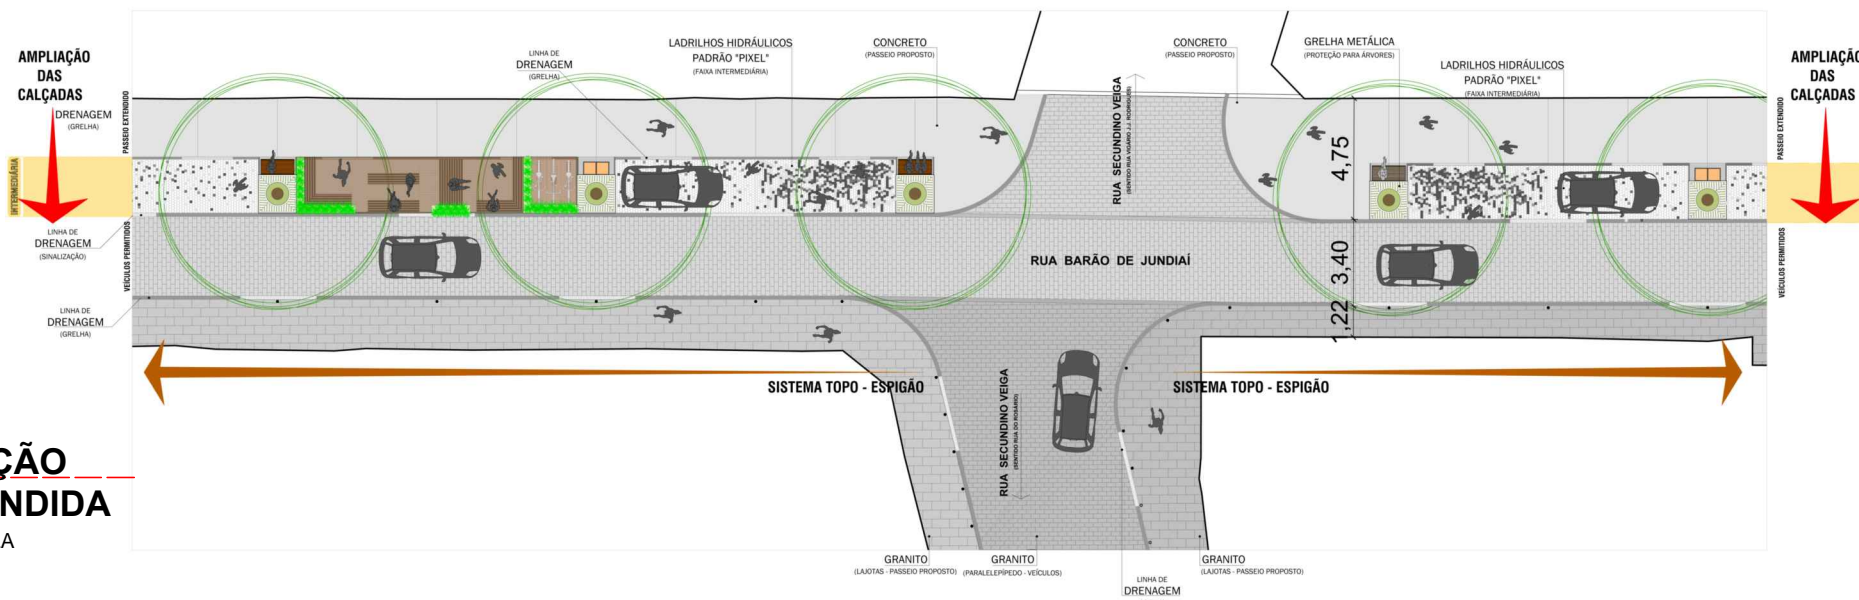 AMPLIAÇÃO
DAS
CALÇADAS
DRENAGEM
(GRELHA)
PASSEIO EXTENDIDO
INTERMEDIÁRIA
LINHA DE
DRENAGEM
(SINALIZAÇÃO)
VEÍCULOS PERMITIDOS
LINHA DE
DRENAGEM
(GRELHA)
LINHA DE
DRENAGEM
(GRELHA)
LADRILHOS HIDRÁULICOS
PADRÃO "PIXEL"
(FAIXA INTERMEDIÁRIA)
CONCRETO
(PASSEIO PROPOSTO)
RUA SECUNDINO VEIGA
(SENTIDO RUA VIGÁRIO J.J. RODRIGUES)
CONCRETO
(PASSEIO PROPOSTO)
GRELHA METÁLICA
(PROTEÇÃO PARA ÁRVORES)
LADRILHOS HIDRÁULICOS
PADRÃO "PIXEL"
(FAIXA INTERMEDIÁRIA)
AMPLIAÇÃO
DAS
CALÇADAS
PASSEIO EXTENDIDO
VEÍCULOS PERMITIDOS
4,75
3,40
1,22
RUA BARÃO DE JUNDIAÍ
SISTEMA TOPO - ESPIGÃO
SISTEMA TOPO - ESPIGÃO
RUA SECUNDINO VEIGA
(SENTIDO RUA DO ROSÁRIO)
ÇÃO
NDIDA
A
GRANITO
(LAJOTAS - PASSEIO PROPOSTO)
GRANITO
(PARALELEPÍPEDO - VEÍCULOS)
GRANITO
(LAJOTAS - PASSEIO PROPOSTO)
LINHA DE
DRENAGEM